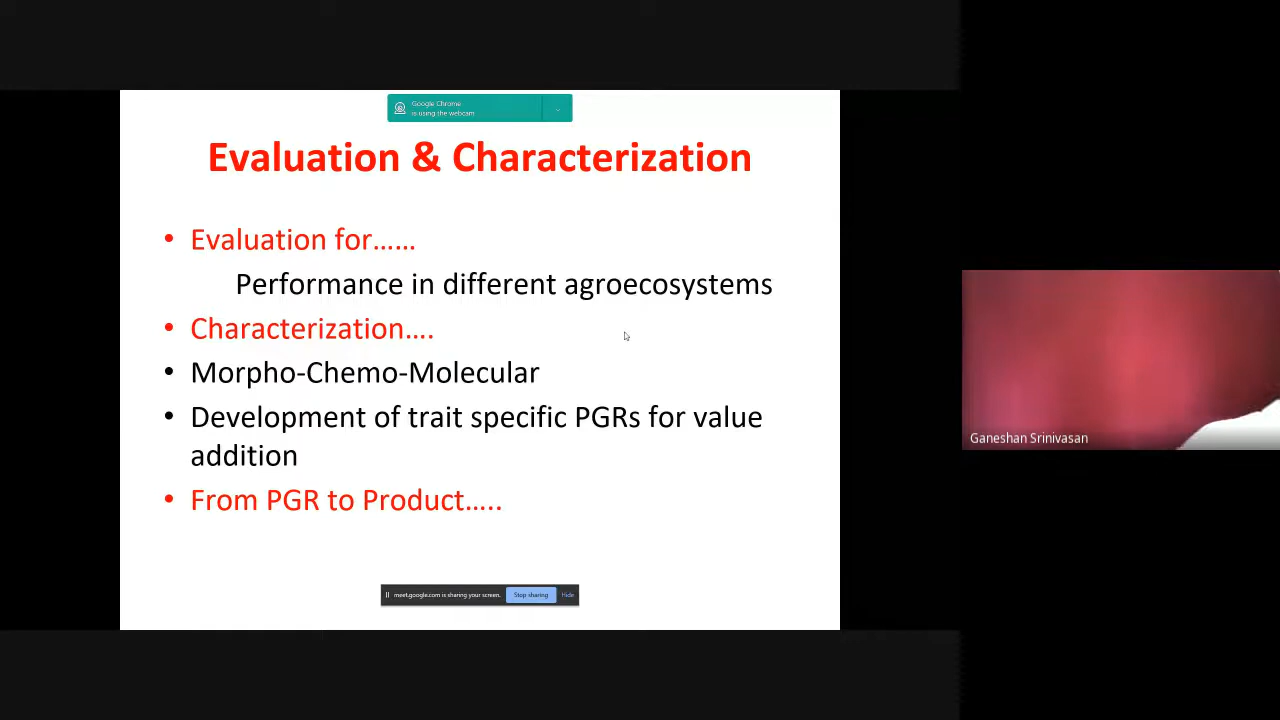 Google Chrome
is using the webcam
Evaluation & Characterization
• Evaluation for......
Performance in different agroecosystems
• Characterization....
• Morpho-Chemo-Molecular
• Development of trait specific PGRs for value
addition
• From PGR to Product.....
meet.google.com is sharing your screen. Stop sharing Hide
Ganeshan Srinivasan